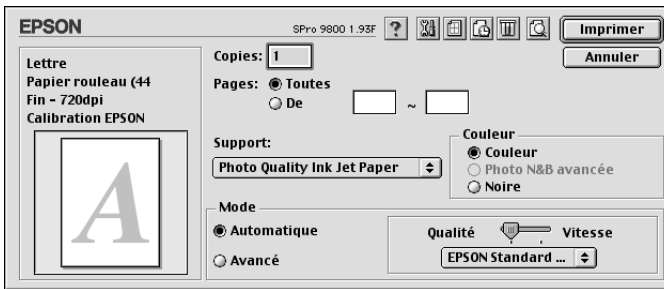 EPSON
SPro 9800 1.93F
?
Imprimer
Annuler
Lettre
Papier rouleau (44
Fin - 720dpi
Calibration EPSON
A
Copies: 1
Pages: Toutes
De
~
Support:
Photo Quality Ink Jet Paper
Couleur
Couleur
Photo N&B avancée
Noire
Mode
Automatique
Avancé
Qualité Vitesse
EPSON Standard ...